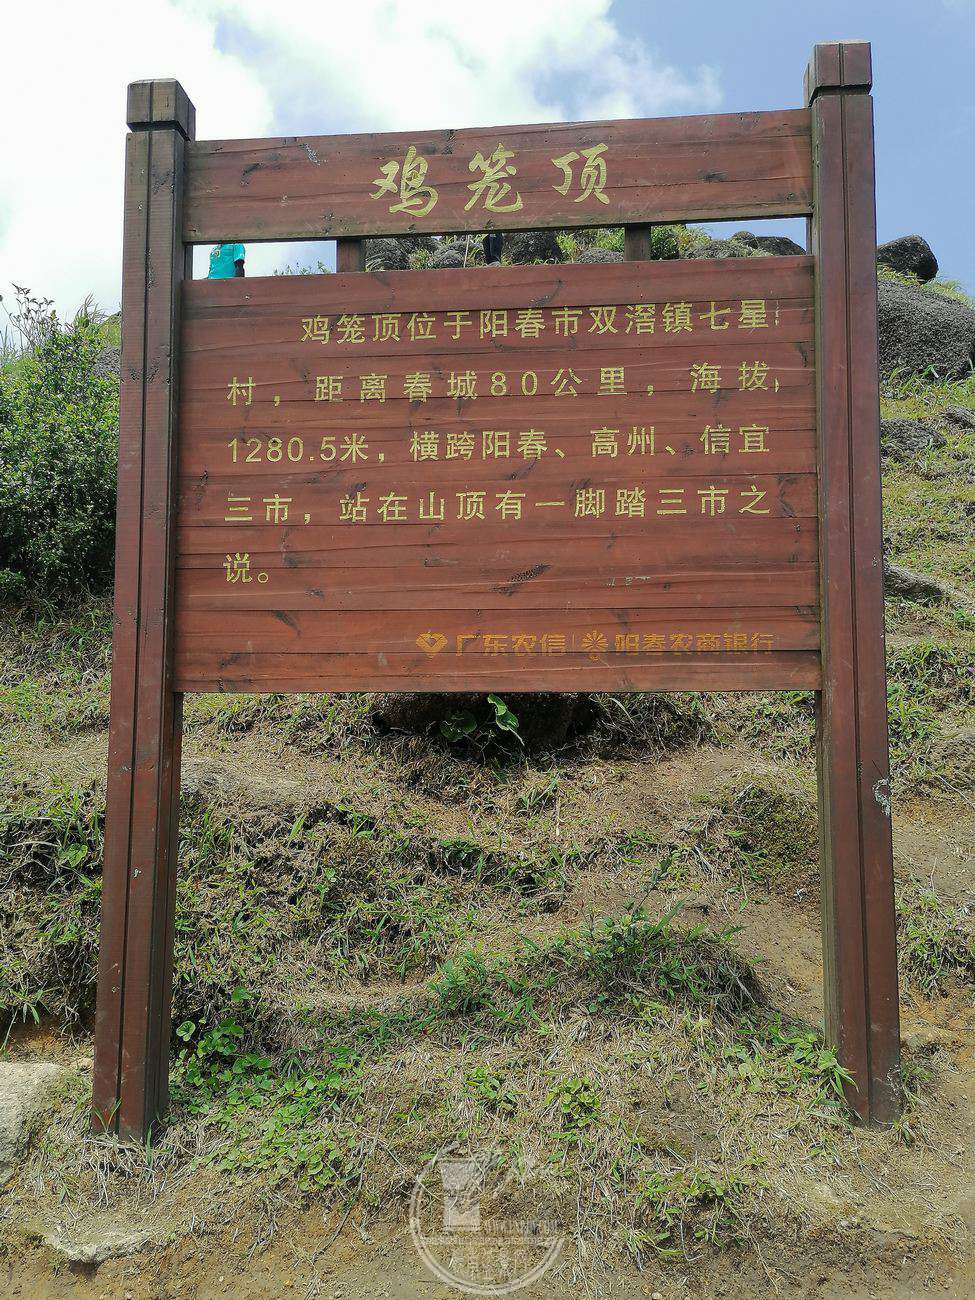 鸡笼顶
鸡笼顶位于阳春市双滘镇七星
村，距离春城80公里，海拔
1280.5米，横跨阳春、高州、信宜
三市，站在山顶有一脚踏三市之
说。
广东农信 | 阳春农商银行